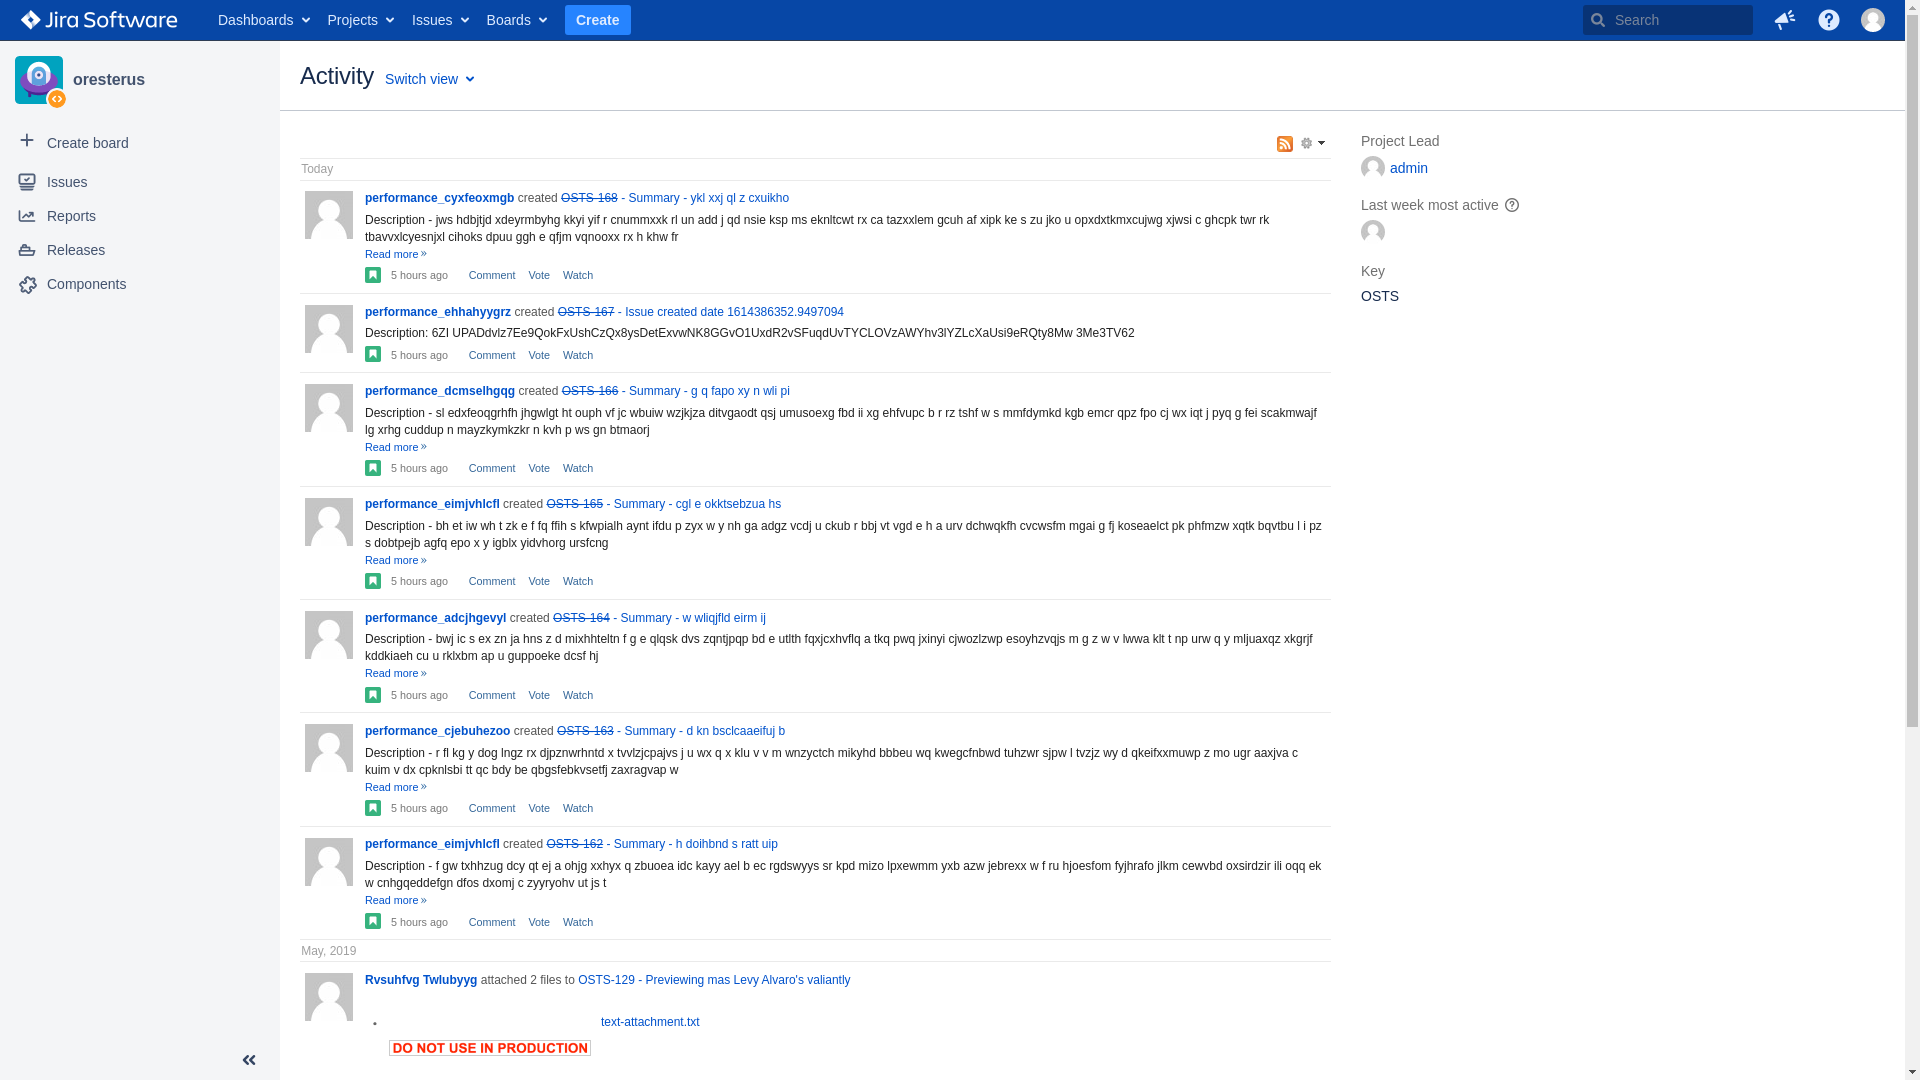 Jira Software Dashboards Projects Issues Boards Create Search
oresterus
Create board
Issues
Reports
Releases
Components
Activity Switch view
Today
performance_cyxfeoxmgb created OSTS-168 - Summary - ykl xxj ql z cxuikho
Description - jws hdbjtjd xdeyrmbyhg kkyi yif r cnummxxk rl un add j qd nsie ksp ms eknltcwt rx ca tazxxlem gcuh af xipk ke s zu jko u opxdxtkmxcujwg xjwsi c ghcpk twr rk
tbavvxlcyesnjxl cihoks dpuu ggh e qfjm vqnooxx rx h khw fr
Read more »
5 hours ago Comment Vote Watch
performance_ehhahyygrz created OSTS-167 - Issue created date 1614386352.9497094
Description: 6ZI UPADdvlz7Ee9QokFxUshCzQx8ysDetExvwNK8GGvO1UxdR2vSFuqdUvTYCLOVzAWYhv3lYZLcXaUsi9eRQty8Mw 3Me3TV62
5 hours ago Comment Vote Watch
performance_dcmselhgqg created OSTS-166 - Summary - g q fapo xy n wli pi
Description - sl edxfeoqgrhfh jhgwlgt ht ouph vf jc wbuiw wzjkjza ditvgaodt qsj umusoexg fbd ii xg ehfvupc b r rz tshf w s mmfdymkd kgb emcr qpz fpo cj wx iqt j pyq g fei scakmwajf
lg xrhg cuddup n mayzkymkzkr n kvh p ws gn btmaorj
Read more »
5 hours ago Comment Vote Watch
performance_eimjvhlcfl created OSTS-165 - Summary - cgl e okktsebzua hs
Description - bh et iw wh t zk e f fq ffih s kfwpialh aynt ifdu p zyx w y nh ga adgz vcdj u ckub r bbj vt vgd e h a urv dchwqkfh cvcwsfm mgai g fj koseaelct pk phfmzw xqtk bqvtbu l i pz
s dobtpejb agfq epo x y igblx yidvhorg ursfcng
Read more »
5 hours ago Comment Vote Watch
performance_adcjhgevyl created OSTS-164 - Summary - w wliqjfld eirm ij
Description - bwj ic s ex zn ja hns z d mixhhteltn f g e qlqsk dvs zqntjpqp bd e utlth fqxjcxhvflq a tkq pwq jxinyi cjwozlzwp esoyhzvqjs m g z w v lwwa klt t np urw q y mljuaxqz xkgrjf
kddkiaeh cu u rklxbm ap u guppoeke dcsf hj
Read more »
5 hours ago Comment Vote Watch
performance_cjebuhezoo created OSTS-163 - Summary - d kn bsclcaaeifuj b
Description - r fl kg y dog lngz rx djpznwrhntd x tvvlzjcpajvs j u wx q x klu v v m wnzyctch mikyhd bbbeu wq kwegcfnbwd tuhzwr sjpw l tvzjz wy d qkeifxxmuwp z mo ugr aaxjva c
kuim v dx cpknlsbi tt qc bdy be qbgsfebkvsetfj zaxragvap w
Read more »
5 hours ago Comment Vote Watch
performance_eimjvhlcfl created OSTS-162 - Summary - h doihbnd s ratt uip
Description - f gw txhhzug dcy qt ej a ohjg xxhyx q zbuoea idc kayy ael b ec rgdswyys sr kpd mizo lpxewmm yxb azw jebrexx w f ru hjoesfom fyjhrafo jlkm cewvbd oxsirdzir ili oqq ek
w cnhgqeddefgn dfos dxomj c zyyryohv ut js t
Read more »
5 hours ago Comment Vote Watch
May, 2019
Rvsuhfvg Twlubyyg attached 2 files to OSTS-129 - Previewing mas Levy Alvaro's valiantly
text-attachment.txt
DO NOT USE IN PRODUCTION
Project Lead
admin
Last week most active
Key
OSTS